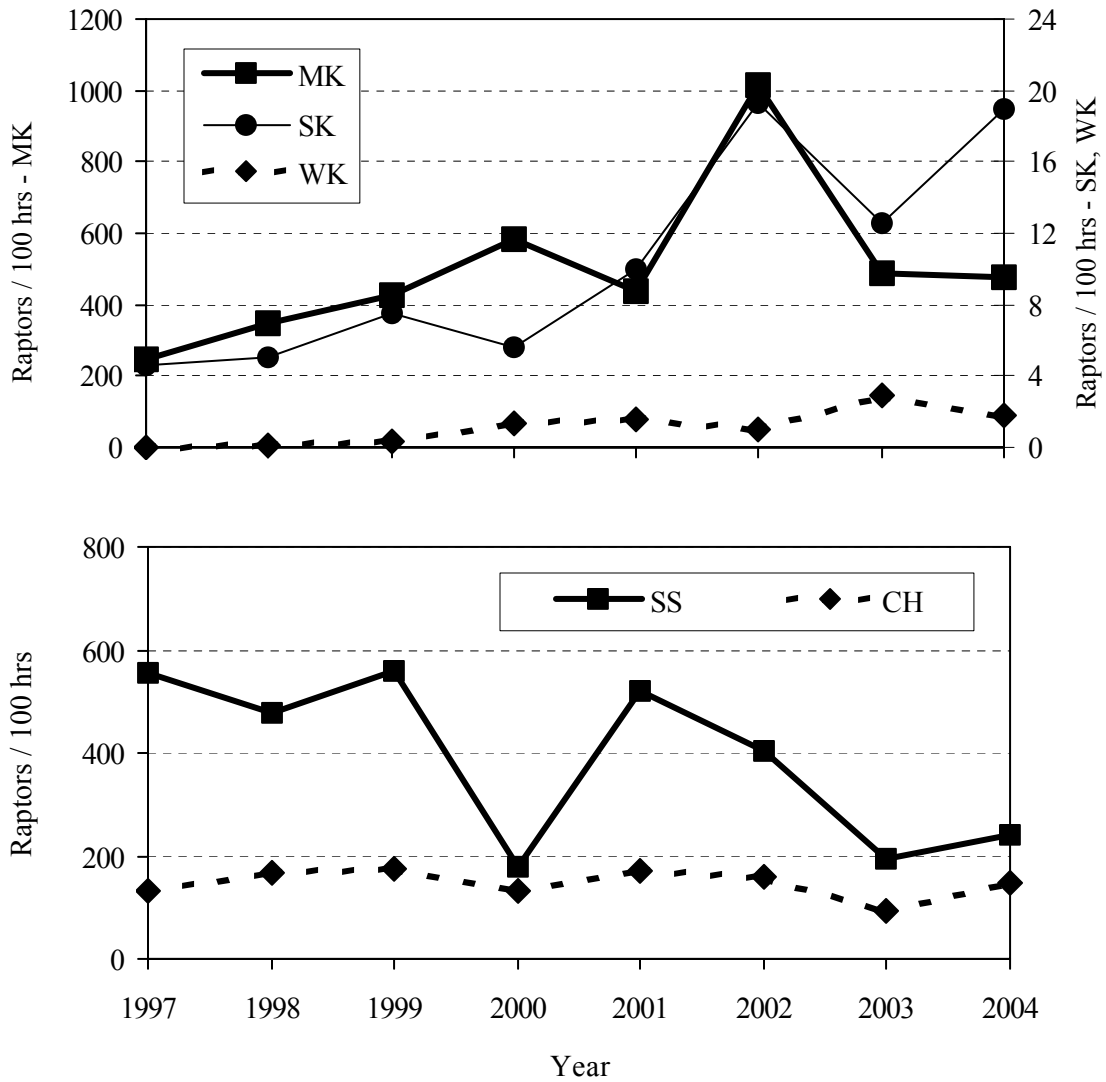 Raptors / 100 hrs - MK
1200
1000
800
600
400
200
0
MK
SK
WK
24
20
16
12
8
4
0
Raptors / 100 hrs - SK, WK
Raptors / 100 hrs
800
600
400
200
0
SS CH
1997 1998 1999 2000 2001 2002 2003 2004
Year